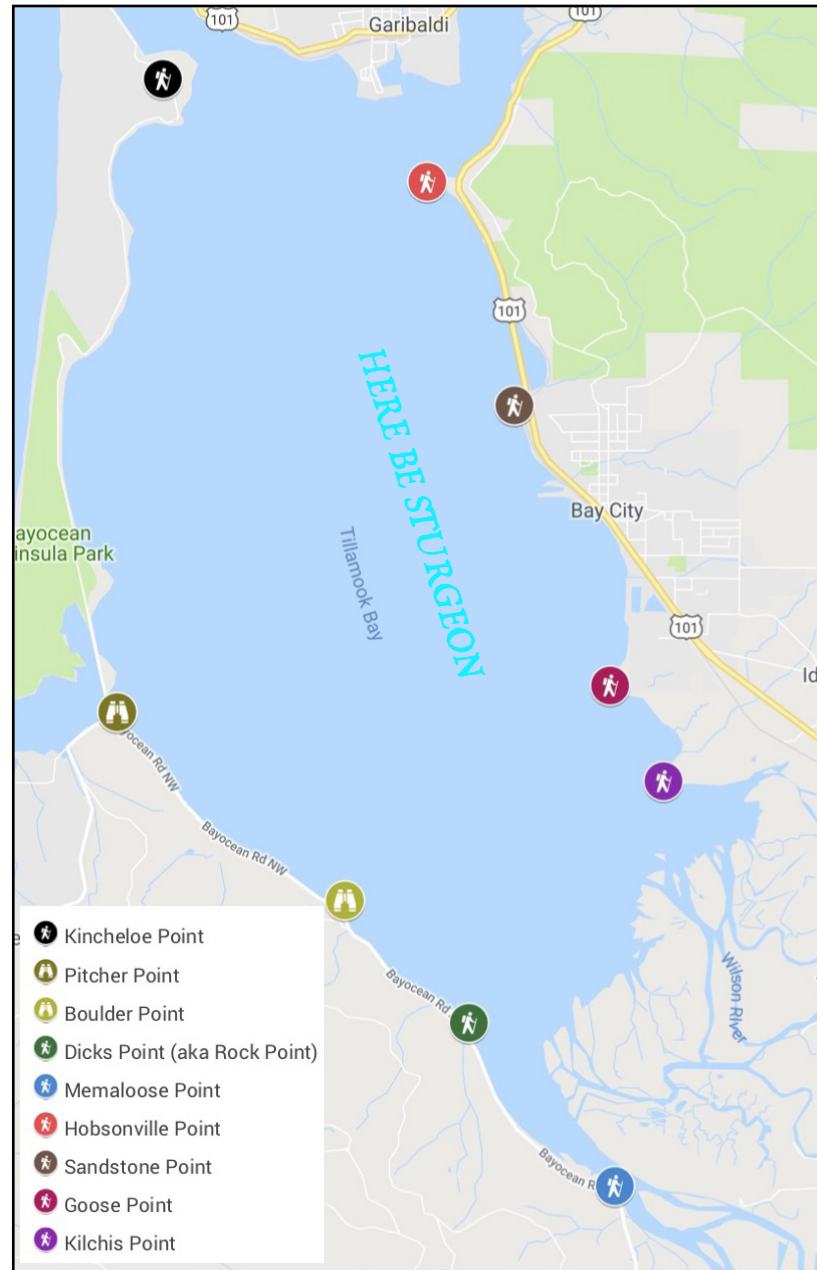 101
Garibaldi
101
101
HERE BE STURGEON
Bay City
Tillamook Bay
ayocean
insula Park
101
Id
ayocean Rd NW
Bayocean Rd NW
Bayocean Rd
Wilson River
Bayocean R
Kincheloe Point
Pitcher Point
Boulder Point
Dicks Point (aka Rock Point)
Memaloose Point
Hobsonville Point
Sandstone Point
Goose Point
Kilchis Point